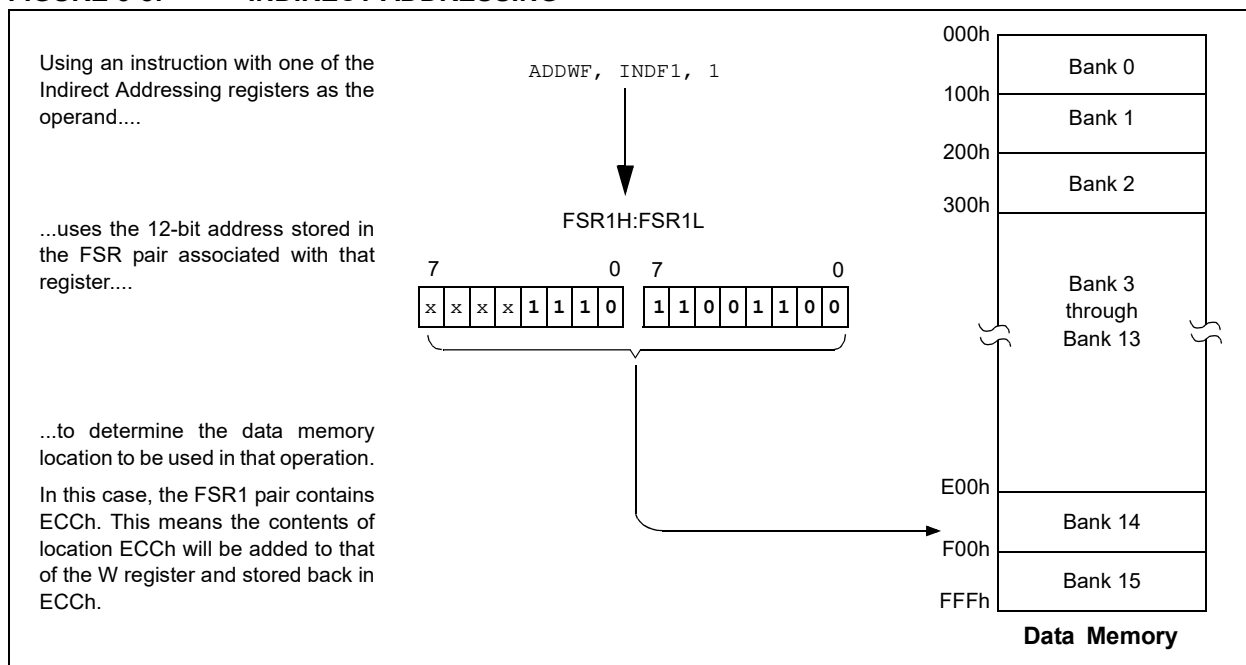 Using an instruction with one of the
Indirect Addressing registers as the
operand....
ADDWF, INDF1, 1
...uses the 12-bit address stored in
the FSR pair associated with that
register....
FSR1H:FSR1L
7 0 7 0
x x x x 1 1 1 0 1 1 0 0 1 1 0 0
...to determine the data memory
location to be used in that operation.
In this case, the FSR1 pair contains
ECCh. This means the contents of
location ECCh will be added to that
of the W register and stored back in
ECCh.
000h
Bank 0
100h
Bank 1
200h
Bank 2
300h
Bank 3
through
Bank 13
E00h
Bank 14
F00h
Bank 15
FFFh
Data Memory